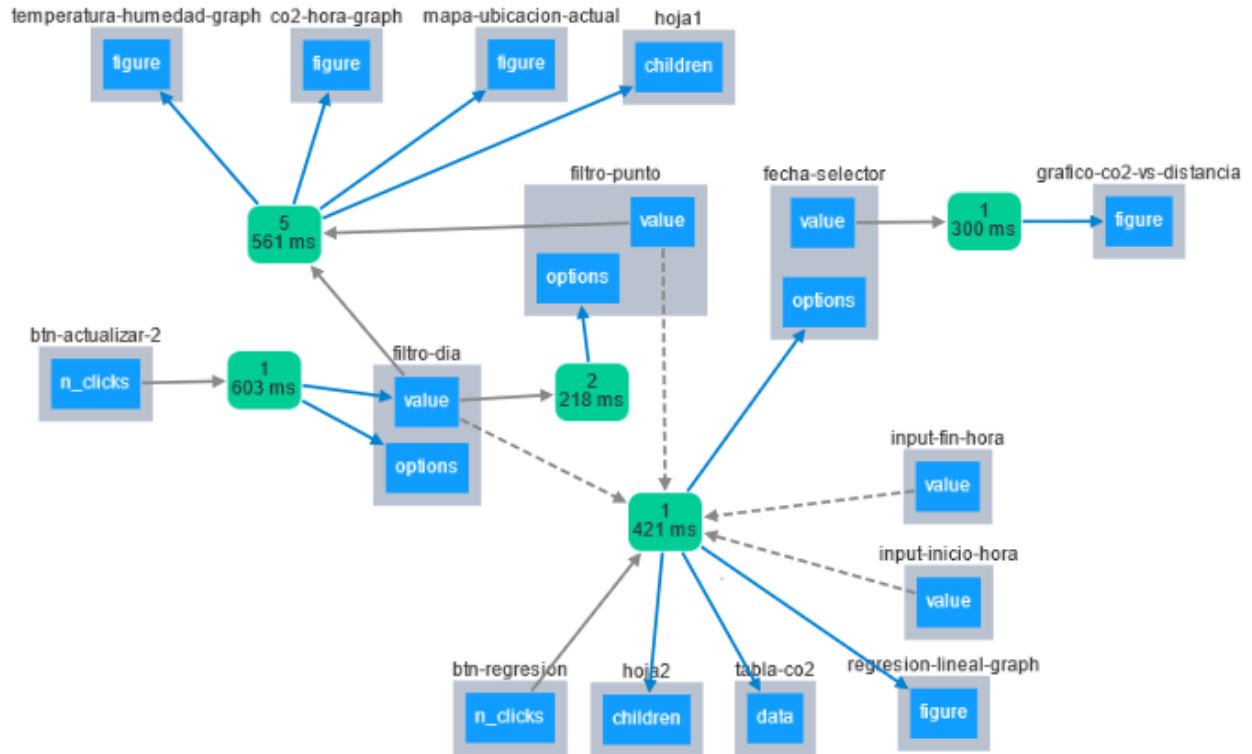 temperatura-humedad-graph
co2-hora-graph
mapa-ubicacion-actual
hoja1
figure
figure
figure
children
filtro-punto
fecha-selector
grafico-co2-vs-distancia
value
options
value
options
1
300 ms
figure
5
561 ms
btn-actualizar-2
n_clicks
1
603 ms
filtro-dia
value
options
2
218 ms
input-fin-hora
value
1
421 ms
input-inicio-hora
value
btn-regresion
n_clicks
hoja2
children
tabla-co2
data
regresion-lineal-graph
figure